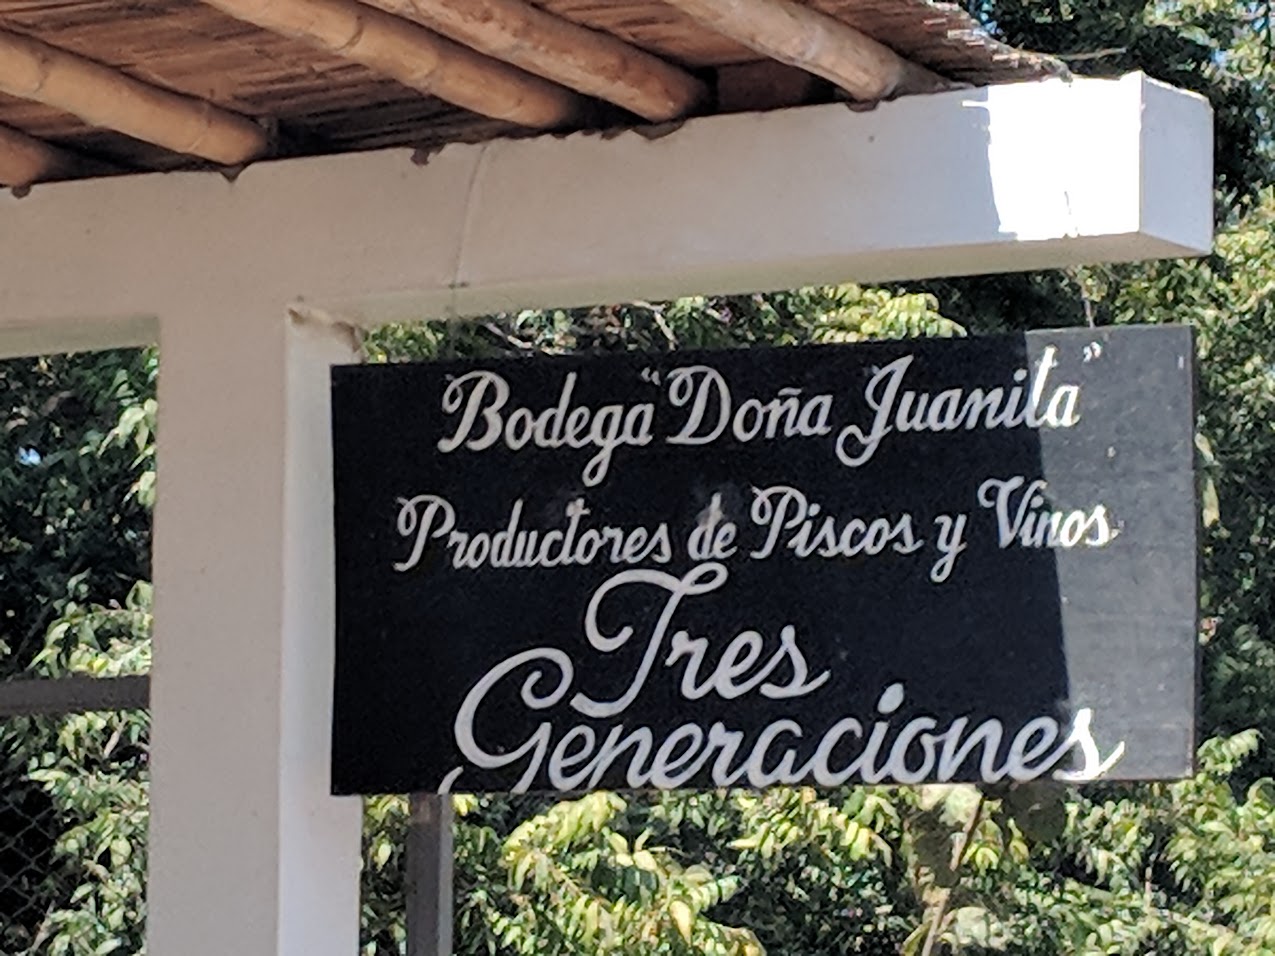 Bodega "Doña Juanita"
Productores de Piscos y Vinos
Tres
Generaciones